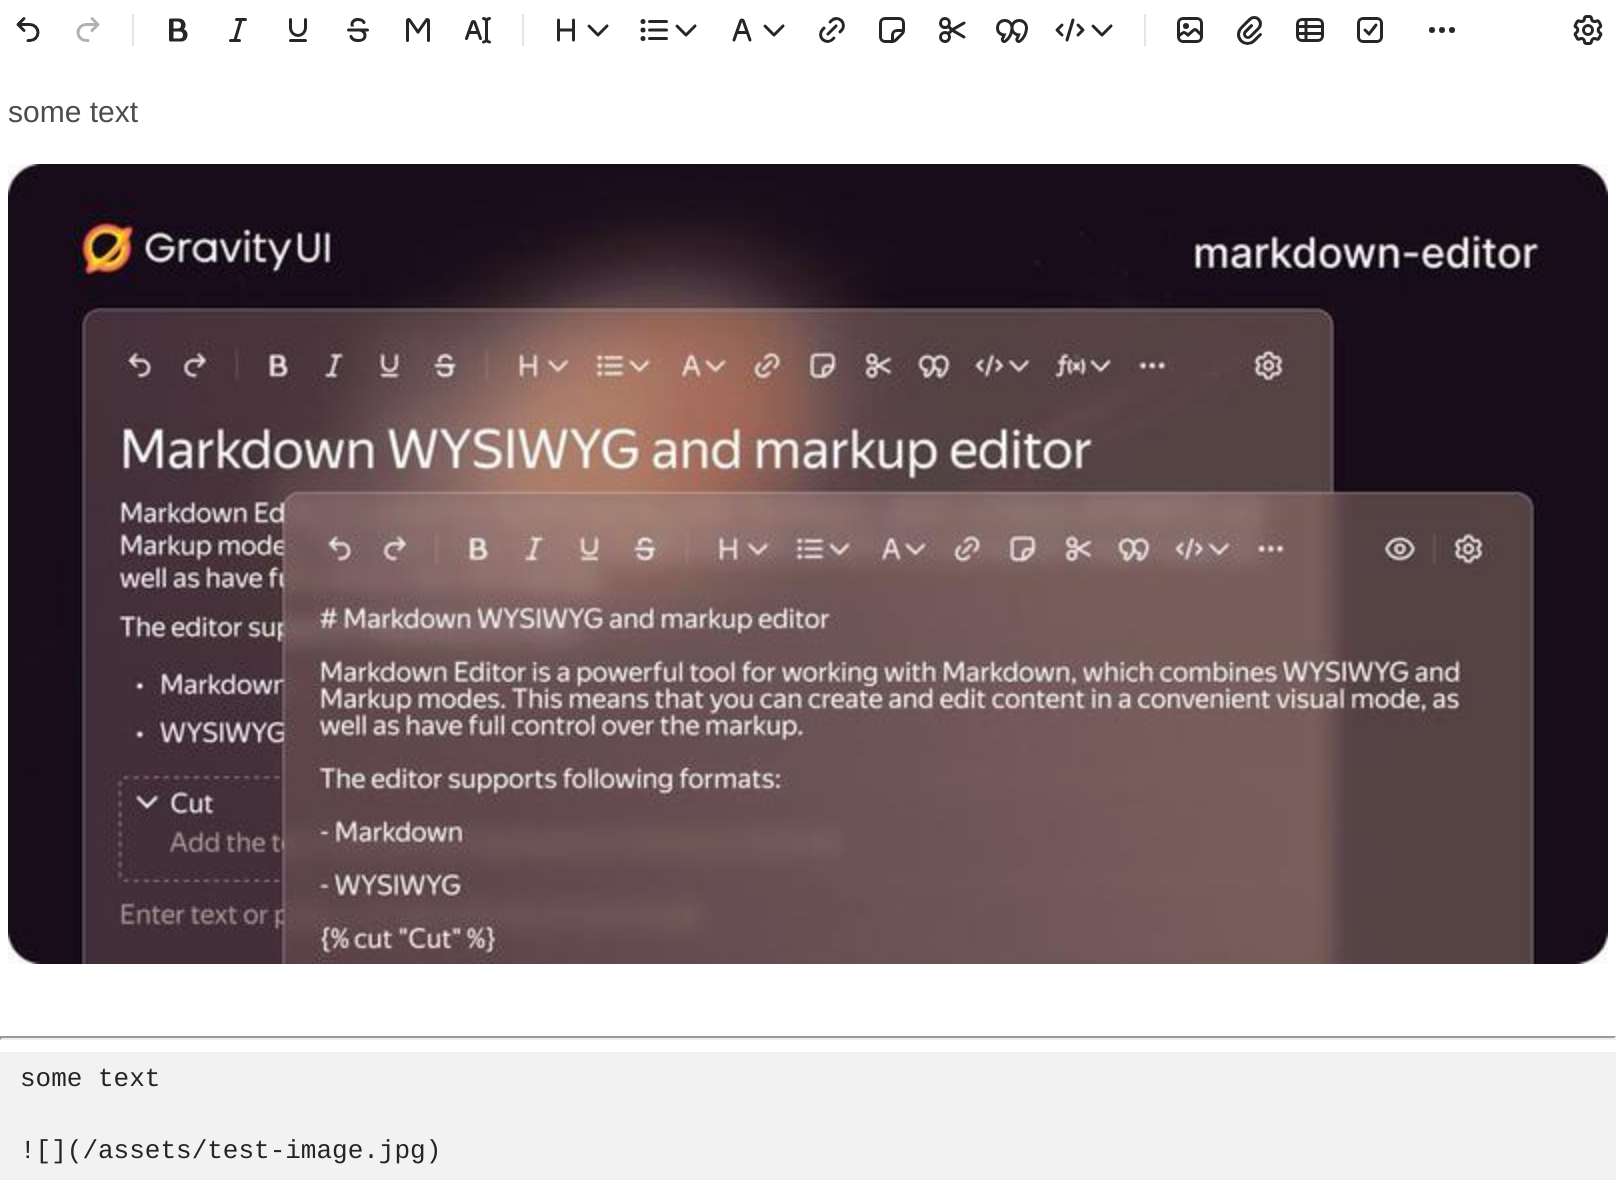 B I U S M AI H A </>
some text
GravityUI
markdown-editor
B I U S H A </> f(x)
Markdown WYSIWYG and markup editor
Markdown Ed
Markup mode
well as have fu
The editor sup
• Markdown
• WYSIWYG
Cut
Add the te
Enter text or p
B I U S H A </>
# Markdown WYSIWYG and markup editor
Markdown Editor is a powerful tool for working with Markdown, which combines WYSIWYG and
Markup modes. This means that you can create and edit content in a convenient visual mode, as
well as have full control over the markup.
The editor supports following formats:
- Markdown
- WYSIWYG
{% cut "Cut" %}
some text
![](/assets/test-image.jpg)